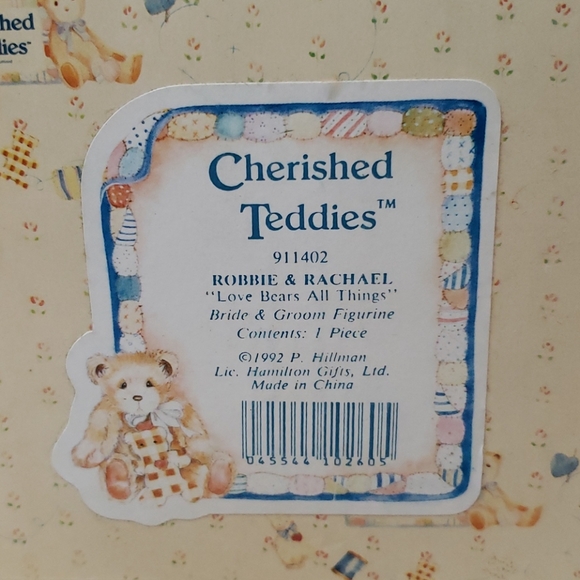 hed
dies™
Cherished
Teddies™
911402
ROBBIE & RACHAEL
"Love Bears All Things"
Bride & Groom Figurine
Contents: 1 Piece
©1992 P. Hillman
Lic. Hamilton Gifts, Ltd.
Made in China
045544 102605